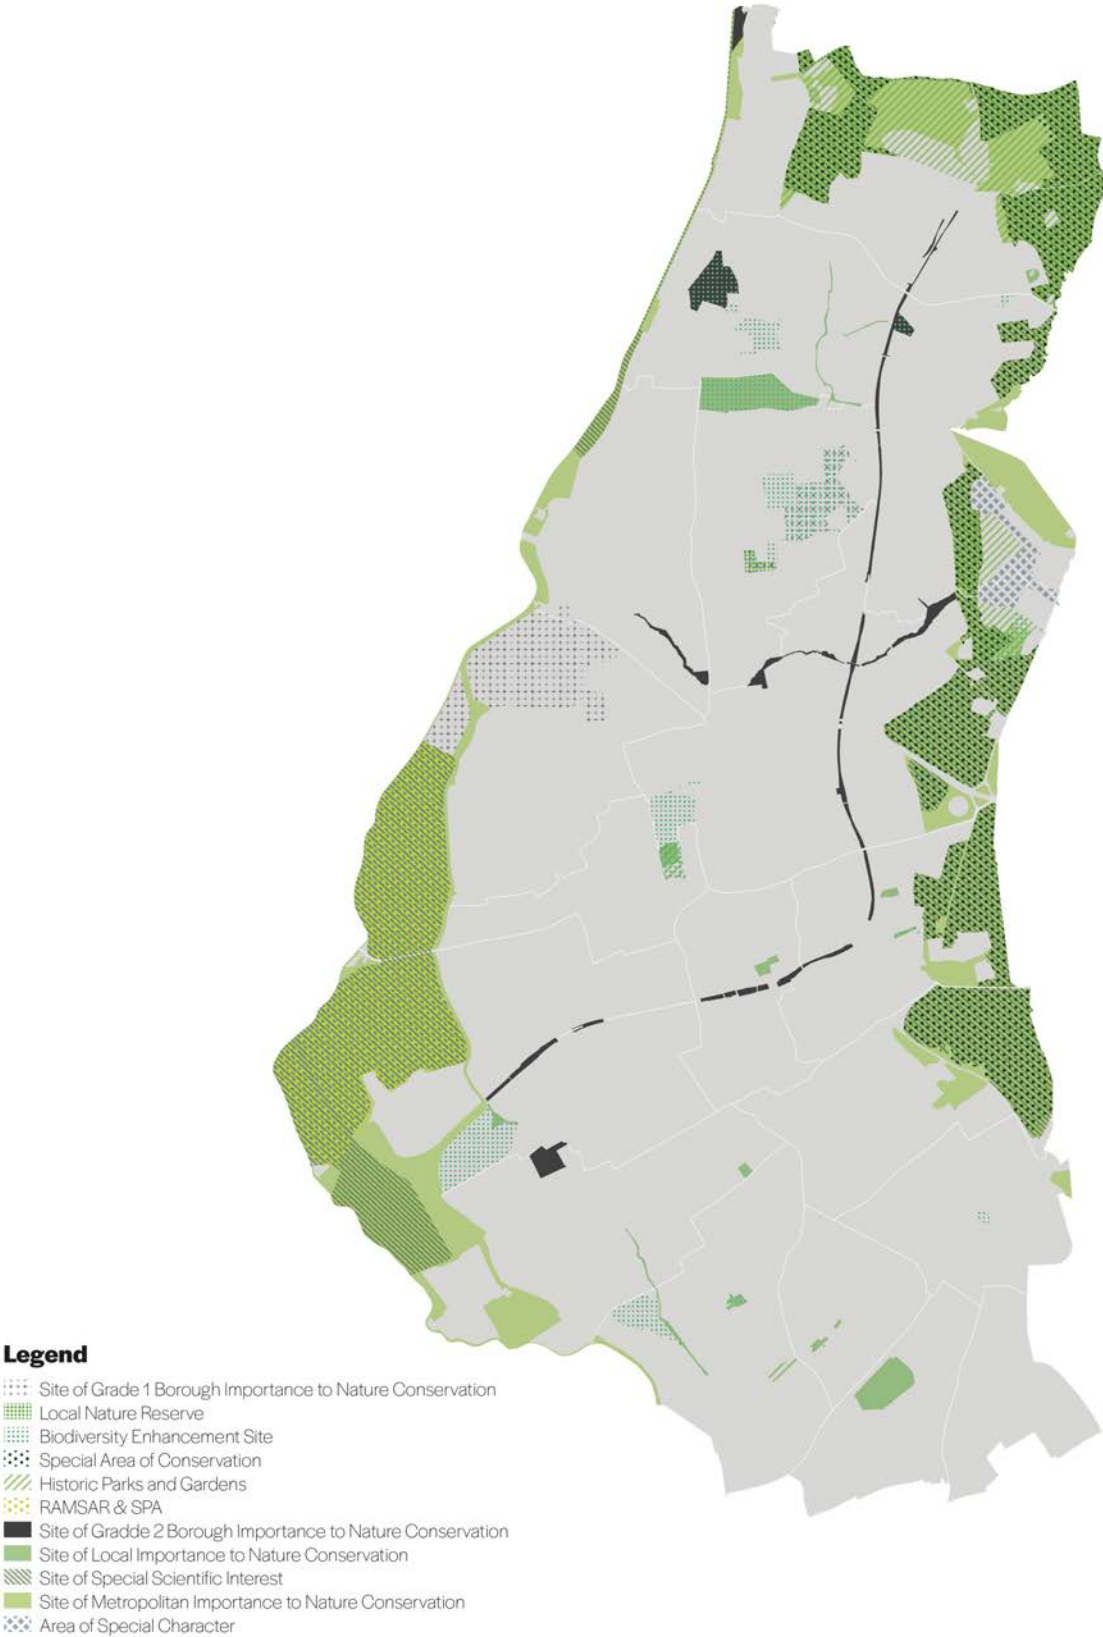 Legend
Site of Grade 1 Borough Importance to Nature Conservation
Local Nature Reserve
Biodiversity Enhancement Site
Special Area of Conservation
Historic Parks and Gardens
RAMSAR & SPA
Site of Gradde 2 Borough Importance to Nature Conservation
Site of Local Importance to Nature Conservation
Site of Special Scientific Interest
Site of Metropolitan Importance to Nature Conservation
Area of Special Character